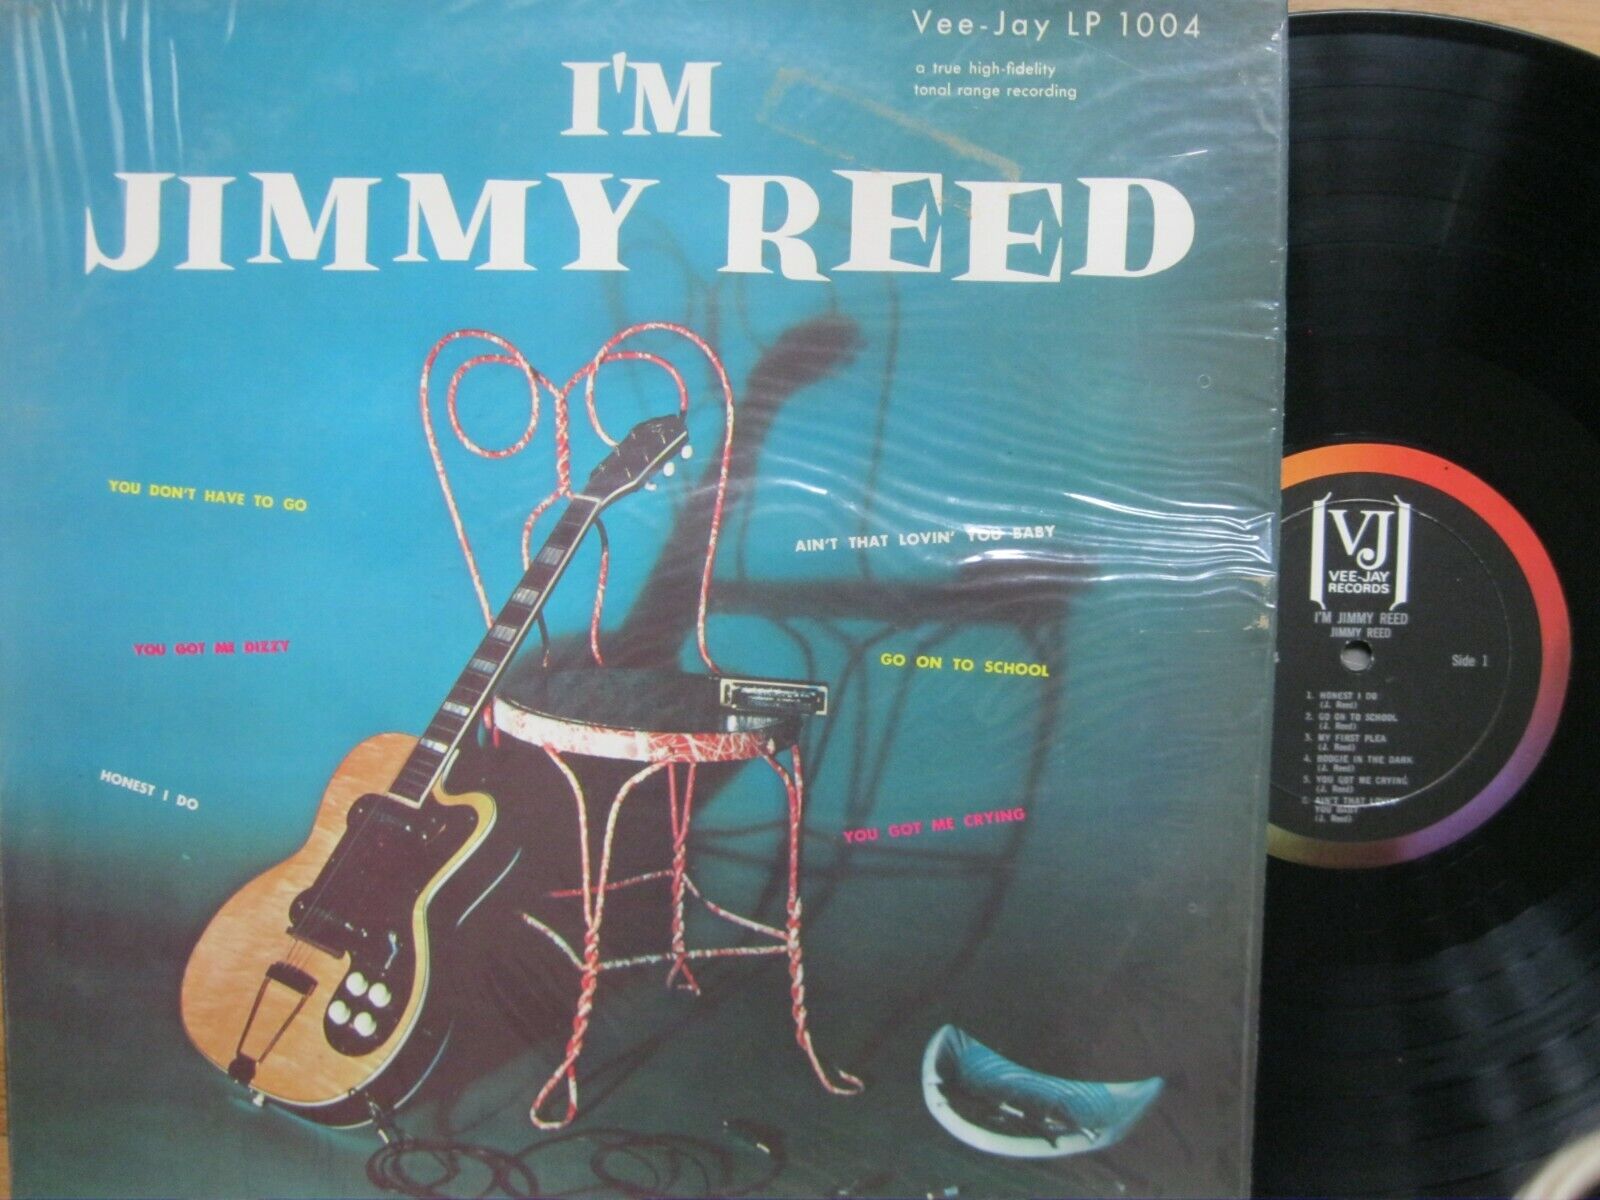 Vee-Jay LP 1004
a true high-fidelity
tonal range recording
I'M
JIMMY REED
YOU DON'T HAVE TO GO
AIN'T THAT LOVIN' YOU BABY
YOU GOT ME DIZZY
GO ON TO SCHOOL
HONEST I DO
YOU GOT ME CRYING
VJ
VEE-JAY
RECORDS
I'M JIMMY REED
JIMMY REED
Side 1
1. HONEST I DO
(J. Reed)
2. GO ON TO SCHOOL
(J. Reed)
3. MY FIRST PLEA
(J. Reed)
4. BOOGIE IN THE DARK
(J. Reed)
5. YOU GOT ME CRYING
(J. Reed)
6. AIN'T THAT LOVIN'
YOU BABY
(J. Reed)